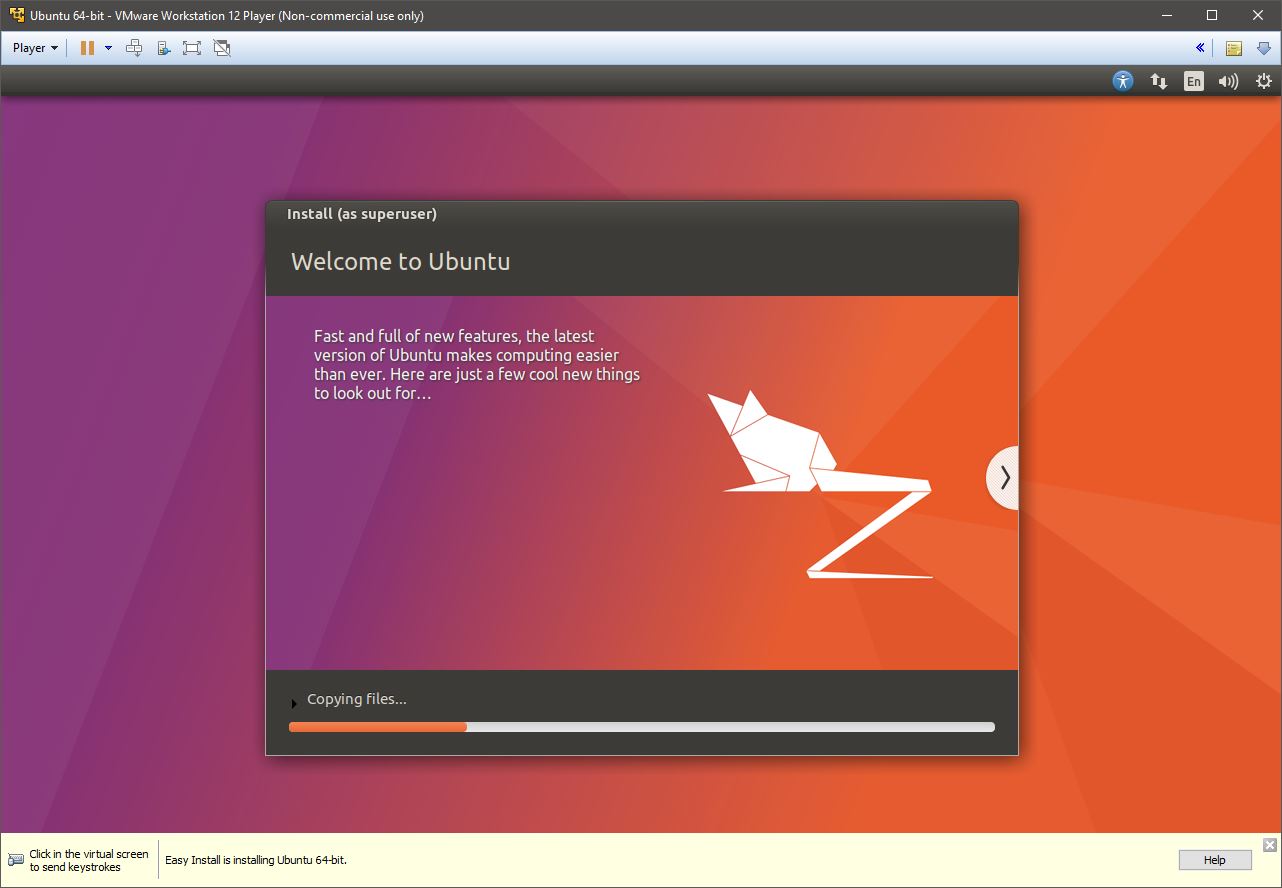 Ubuntu 64-bit - VMware Workstation 12 Player (Non-commercial use only)
Player
En
Install (as superuser)
Welcome to Ubuntu
Fast and full of new features, the latest
version of Ubuntu makes computing easier
than ever. Here are just a few cool new things
to look out for…
Copying files...
Click in the virtual screen
to send keystrokes
Easy Install is installing Ubuntu 64-bit.
Help